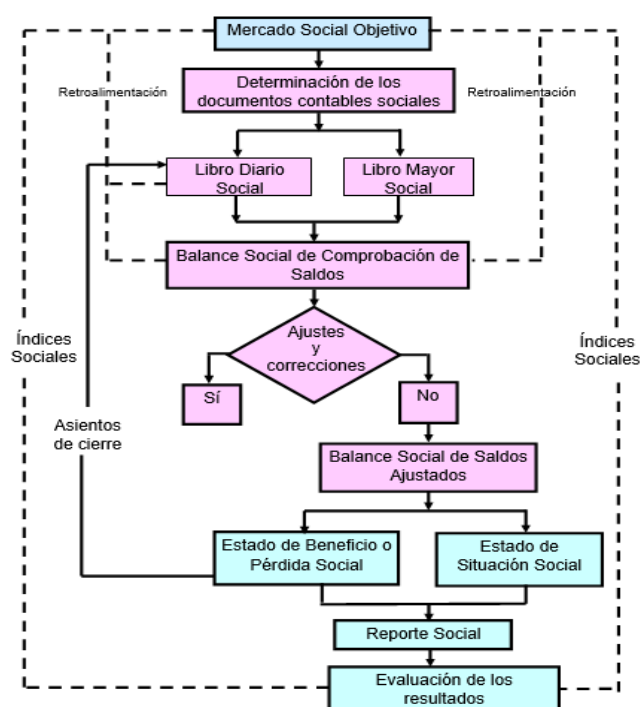 Mercado Social Objetivo
Retroalimentación
Determinación de los
documentos contables sociales
Retroalimentación
Libro Diario
Social
Libro Mayor
Social
Balance Social de Comprobación de
Saldos
Índices
Sociales
Ajustes
y
correcciones
Índices
Sociales
Sí
No
Asientos
de cierre
Balance Social de Saldos
Ajustados
Estado de Beneficio o
Pérdida Social
Estado de
Situación Social
Reporte Social
Evaluación de los
resultados